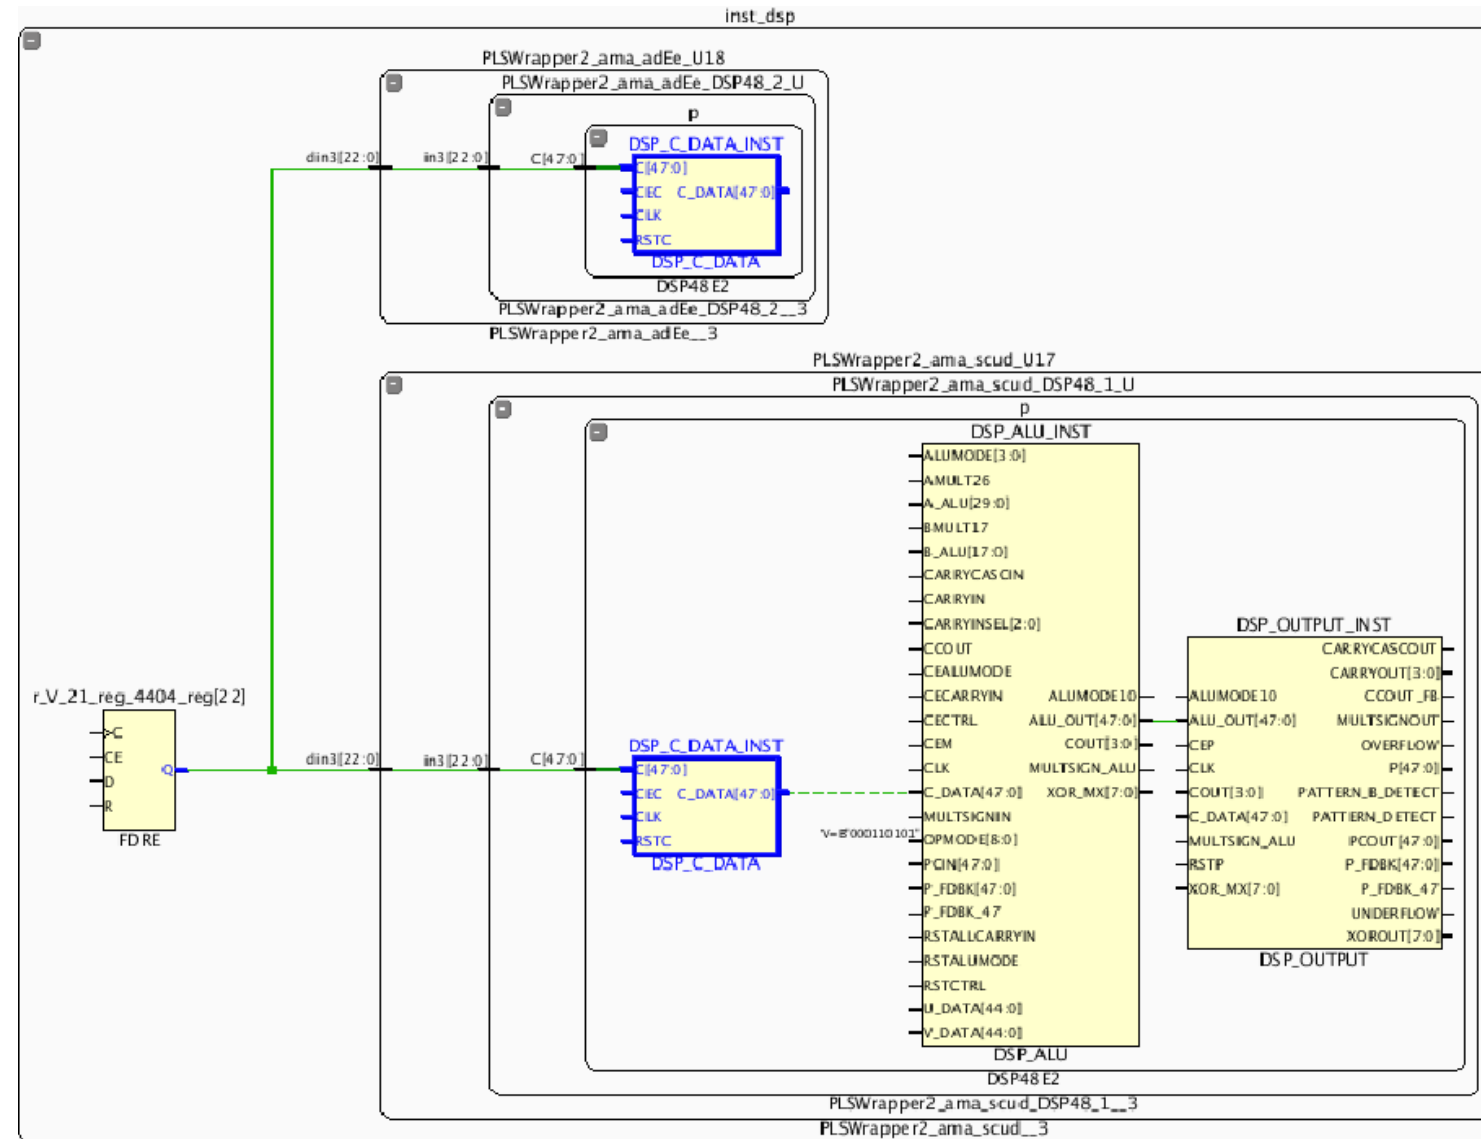 inst_dsp
PLSWrapper2_ama_adEe_U18
PLSWrapper2_ama_adEe_DSP48_2_U
p
DSP_C_DATA_INST
din3[22:0]
in3[22:0]
C[47:0]
C[47:0]
CEC
C_DATA[47:0]
CLK
RSTC
DSP_C_DATA
DSP48E2
PLSWrapper2_ama_adEe_DSP48_2__3
PLSWrapper2_ama_adEe__3
PLSWrapper2_ama_scud_U17
PLSWrapper2_ama_scud_DSP48_1_U
p
DSP_ALU_INST
ALUMODE[3:0]
AMULT26
A_ALU[29:0]
BMULT17
B_ALU[17:0]
CARRYCASCIN
CARRYIN
CARRYINSEL[2:0]
CCOUT
CEALUMODE
CECARRYIN
CECTRL
CEM
CLK
C_DATA[47:0]
MULTSIGNIN
"V=B'000110101"
OPMODE[8:0]
PCIN[47:0]
P_FDBK[47:0]
P_FDBK_47
RSTALLCARRYIN
RSTALUMODE
RSTCTRL
U_DATA[44:0]
V_DATA[44:0]
ALUMODE10
ALU_OUT[47:0]
COUT[3:0]
MULTSIGN_ALU
XOR_MX[7:0]
DSP_ALU
DSP_OUTPUT_INST
ALUMODE10
ALU_OUT[47:0]
CEP
CLK
COUT[3:0]
C_DATA[47:0]
MULTSIGN_ALU
RSTP
XOR_MX[7:0]
CARRYCASCOUT
CARRYOUT[3:0]
CCOUT_FB
MULTSIGNOUT
OVERFLOW
P[47:0]
PATTERN_B_DETECT
PATTERN_DETECT
PCOUT[47:0]
P_FDBK[47:0]
P_FDBK_47
UNDERFLOW
XOROUT[7:0]
DSP_OUTPUT
r_V_21_reg_4404_reg[22]
C
CE
D
R
Q
FDRE
din3[22:0]
in3[22:0]
C[47:0]
DSP_C_DATA_INST
C[47:0]
CEC
C_DATA[47:0]
CLK
RSTC
DSP_C_DATA
DSP48E2
PLSWrapper2_ama_scud_DSP48_1__3
PLSWrapper2_ama_scud__3